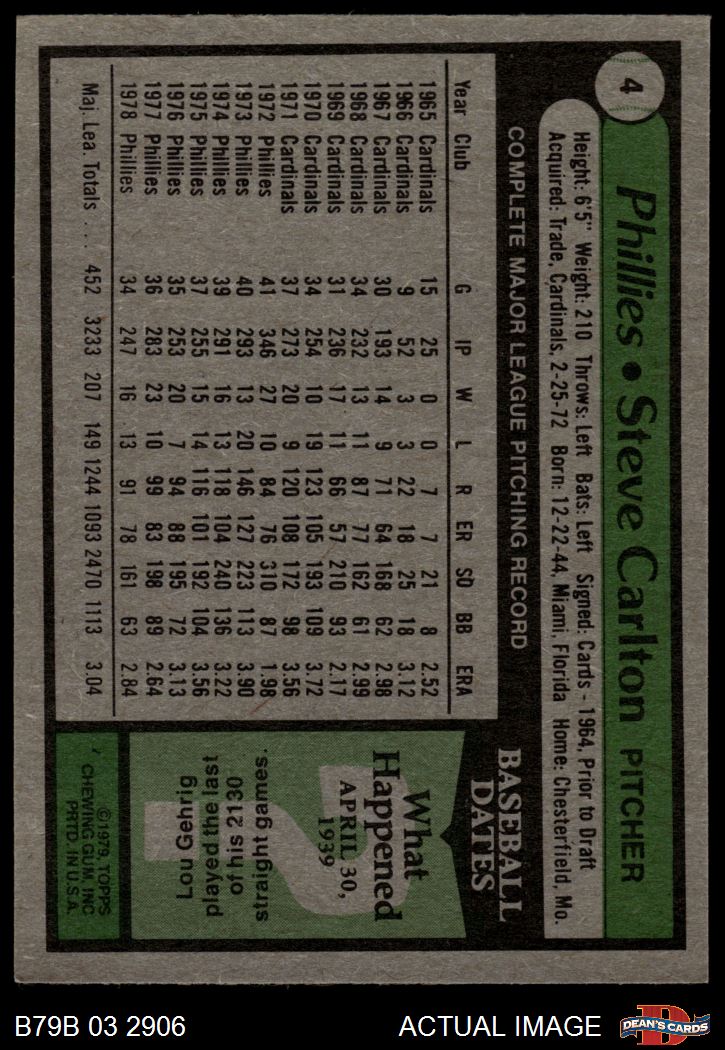 4
Phillies • Steve Carlton PITCHER
Height: 6'5" Weight: 210 Throws: Left Bats: Left Signed: Cards - 1964, Prior to Draft
Acquired: Trade, Cardinals, 2-25-72 Born: 12-22-44, Miami, Florida Home: Chesterfield, Mo.
COMPLETE MAJOR LEAGUE PITCHING RECORD
Year Club G IP W L R ER SO BB ERA
1965 Cardinals 15 25 0 0 7 7 21 8 2.52
1966 Cardinals 9 52 3 3 22 18 25 18 3.12
1967 Cardinals 30 193 14 9 71 64 168 62 2.98
1968 Cardinals 34 232 13 11 87 77 162 61 2.99
1969 Cardinals 31 236 17 11 66 57 210 93 2.17
1970 Cardinals 34 254 10 19 123 105 193 109 3.72
1971 Cardinals 37 273 20 9 120 108 172 98 3.56
1972 Phillies 41 346 27 10 84 76 310 87 1.98
1973 Phillies 40 293 13 20 146 127 223 113 3.90
1974 Phillies 39 291 16 13 118 104 240 136 3.22
1975 Phillies 37 255 15 14 116 101 192 104 3.56
1976 Phillies 35 253 20 7 94 88 195 72 3.13
1977 Phillies 36 283 23 10 99 83 198 89 2.64
1978 Phillies 34 247 16 13 91 78 161 63 2.84
Maj. Lea. Totals . . . 452 3233 207 149 1244 1093 2470 1113 3.04
BASEBALL
DATES
What
Happened
APRIL 30,
1939
?
Lou Gehrig
played the last
of his 2130
straight games.
©1979, TOPPS
CHEWING GUM, INC
PRTD. IN U.S.A.
B79B 03 2906
ACTUAL IMAGE
D
DEAN'S CARDS